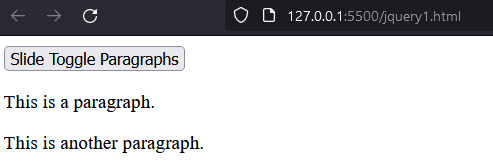 127.0.0.1:5500/jquery1.html
Slide Toggle Paragraphs
This is a paragraph.
This is another paragraph.